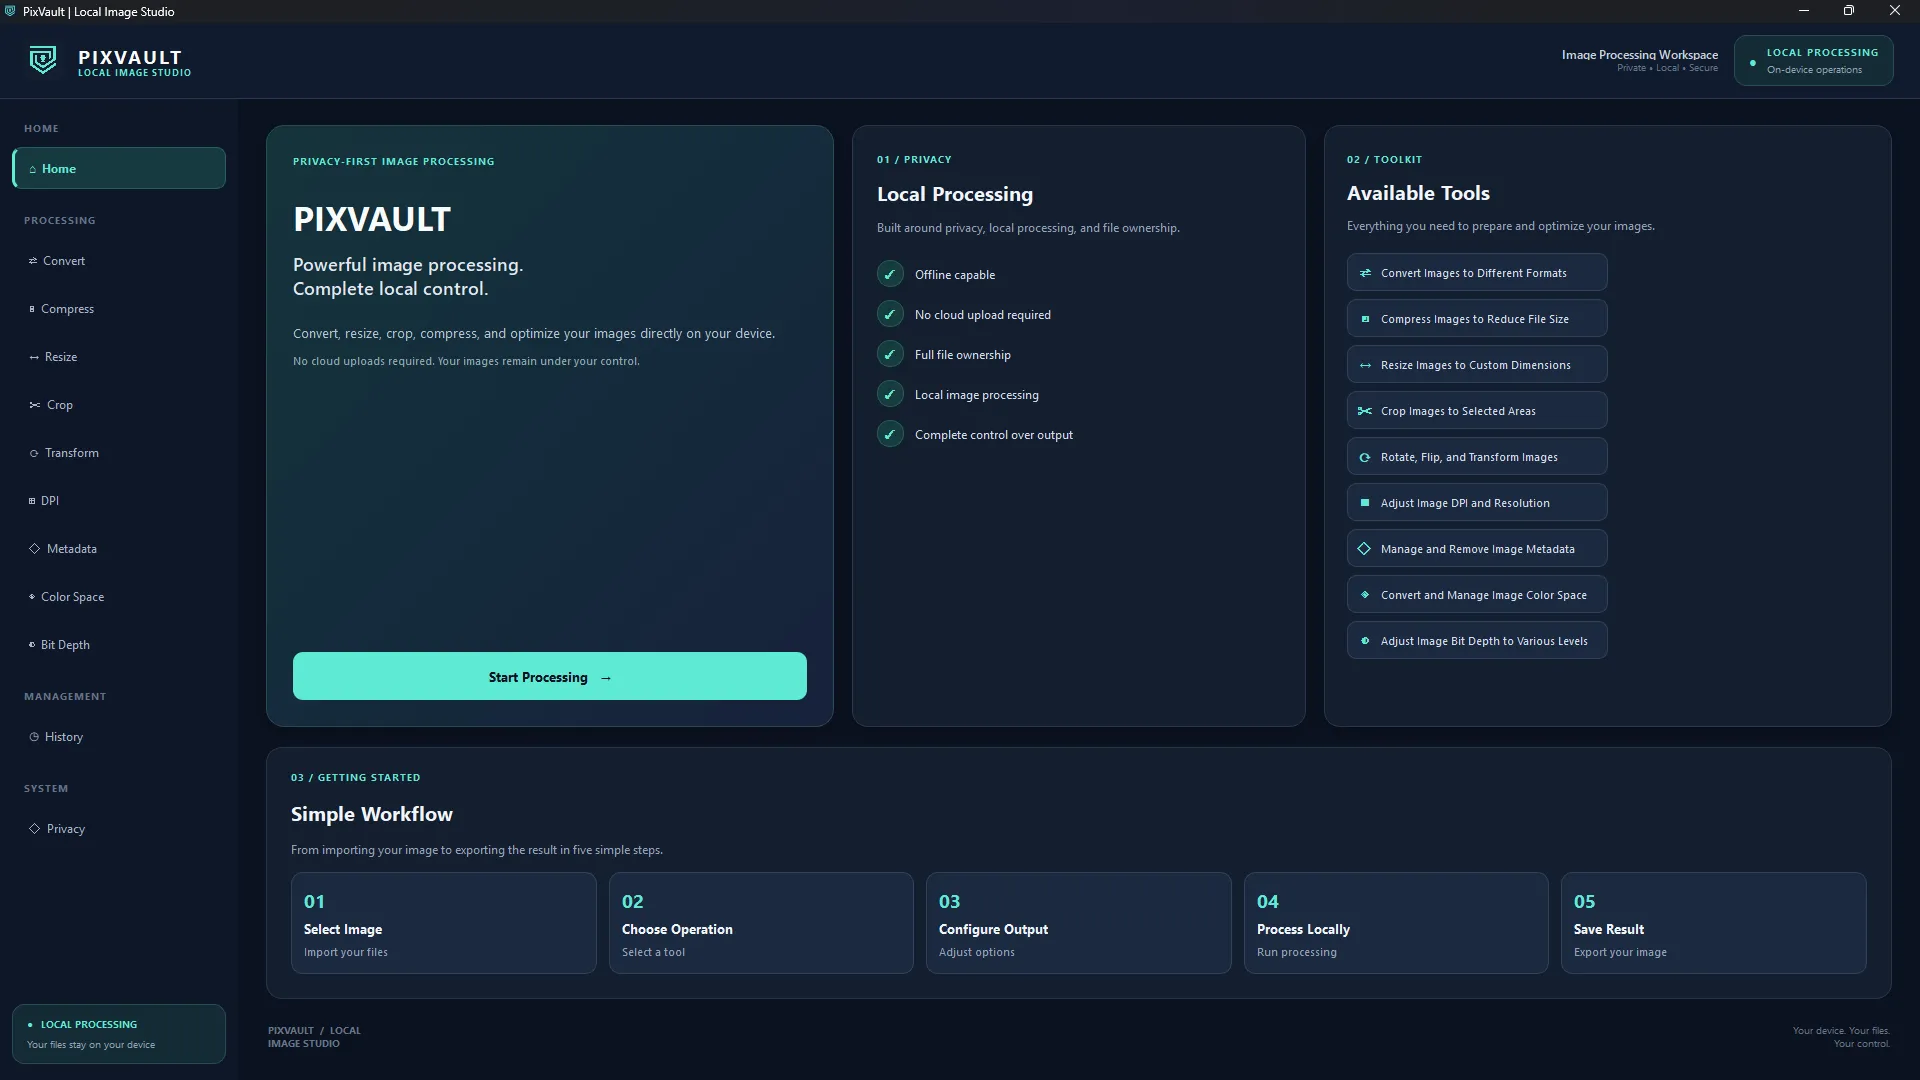 PixVault | Local Image Studio
PIXVAULT
LOCAL IMAGE STUDIO
Image Processing Workspace
Private • Local • Secure
LOCAL PROCESSING
On-device operations
HOME
Home
PROCESSING
Convert
Compress
Resize
Crop
Transform
DPI
Metadata
Color Space
Bit Depth
MANAGEMENT
History
SYSTEM
Privacy
LOCAL PROCESSING
Your files stay on your device
PRIVACY-FIRST IMAGE PROCESSING
PIXVAULT
Powerful image processing.
Complete local control.
Convert, resize, crop, compress, and optimize your images directly on your device.
No cloud uploads required. Your images remain under your control.
Start Processing →
01 / PRIVACY
Local Processing
Built around privacy, local processing, and file ownership.
✓ Offline capable
✓ No cloud upload required
✓ Full file ownership
✓ Local image processing
✓ Complete control over output
02 / TOOLKIT
Available Tools
Everything you need to prepare and optimize your images.
Convert Images to Different Formats
Compress Images to Reduce File Size
Resize Images to Custom Dimensions
Crop Images to Selected Areas
Rotate, Flip, and Transform Images
Adjust Image DPI and Resolution
Manage and Remove Image Metadata
Convert and Manage Image Color Space
Adjust Image Bit Depth to Various Levels
03 / GETTING STARTED
Simple Workflow
From importing your image to exporting the result in five simple steps.
01
Select Image
Import your files
02
Choose Operation
Select a tool
03
Configure Output
Adjust options
04
Process Locally
Run processing
05
Save Result
Export your image
PIXVAULT / LOCAL
IMAGE STUDIO
Your device. Your files.
Your control.